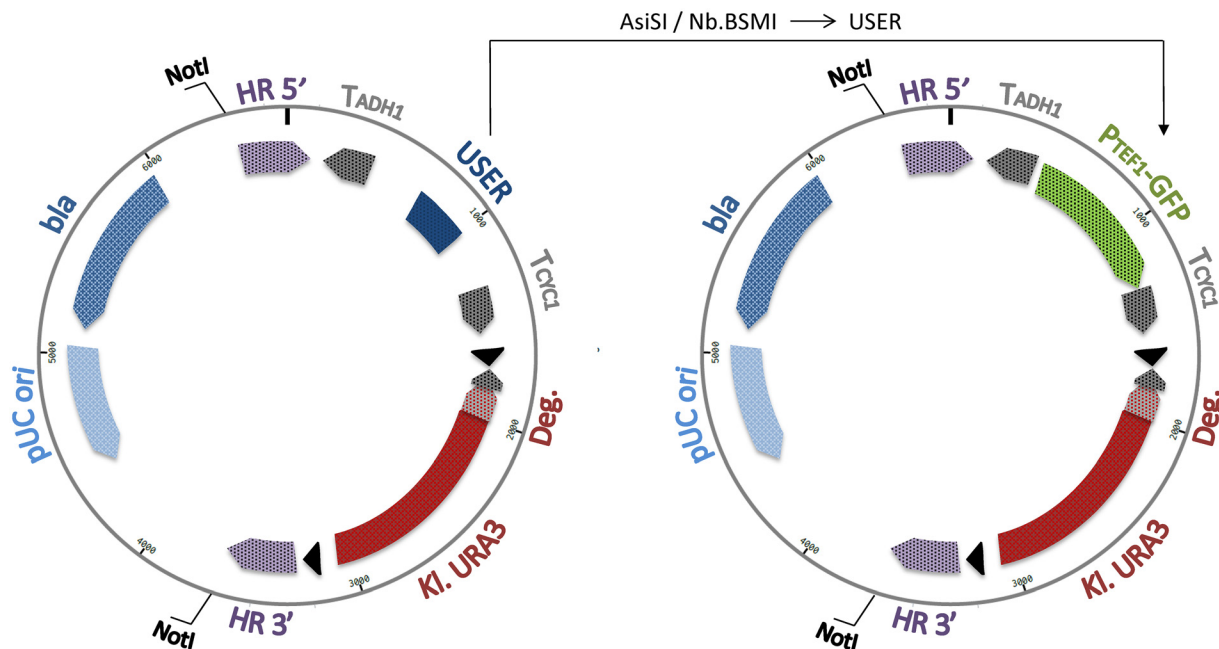 AsiSI / Nb.BSMI → USER
NotI
HR 5’
TADH1
USER
1000
TCYC1
Deg.
2000
Kl. URA3
3000
HR 3’
NotI
4000
pUC ori
5000
bla
6000
NotI
HR 5’
TADH1
PTEF1-GFP
1000
TCYC1
Deg.
2000
Kl. URA3
3000
HR 3’
NotI
4000
pUC ori
5000
bla
6000